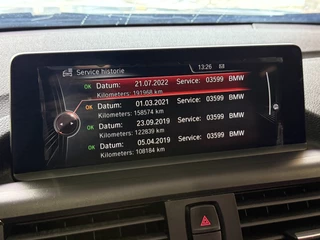 Service historie
13:26
OK Datum: 21.07.2022 Service: 03599 BMW
Kilometers: 191968 km
OK Datum: 01.03.2021 Service: 03599 BMW
Kilometers: 158574 km
OK Datum: 23.09.2019 Service: 03599 BMW
Kilometers: 122839 km
OK Datum: 05.04.2019 Service: 03599 BMW
Kilometers: 108184 km